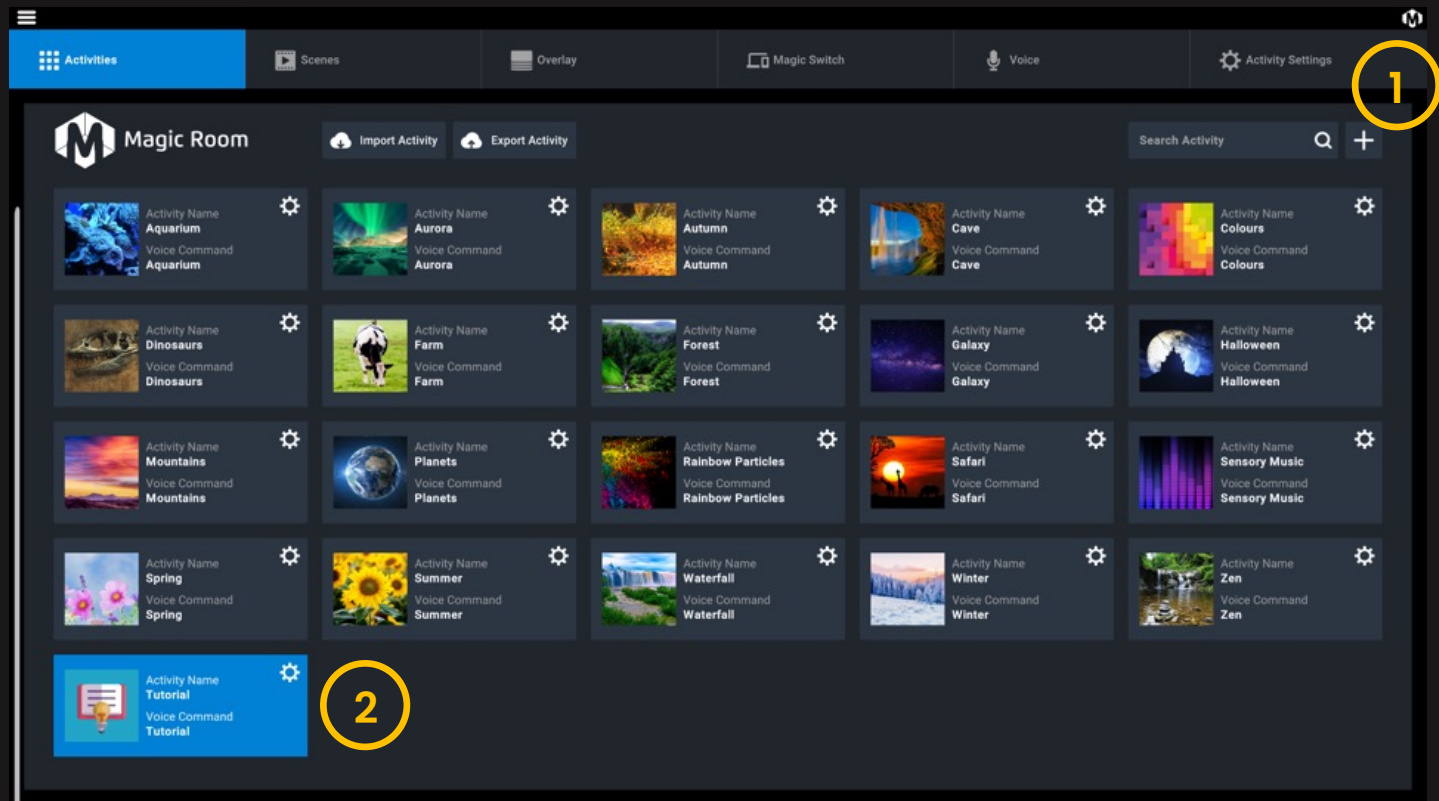 Activities
Scenes
Overlay
Magic Switch
Voice
Activity Settings
1
Magic Room
Import Activity
Export Activity
Search Activity
Activity Name
Aquarium
Voice Command
Aquarium
Activity Name
Aurora
Voice Command
Aurora
Activity Name
Autumn
Voice Command
Autumn
Activity Name
Cave
Voice Command
Cave
Activity Name
Colours
Voice Command
Colours
Activity Name
Dinosaurs
Voice Command
Dinosaurs
Activity Name
Farm
Voice Command
Farm
Activity Name
Forest
Voice Command
Forest
Activity Name
Galaxy
Voice Command
Galaxy
Activity Name
Halloween
Voice Command
Halloween
Activity Name
Mountains
Voice Command
Mountains
Activity Name
Planets
Voice Command
Planets
Activity Name
Rainbow Particles
Voice Command
Rainbow Particles
Activity Name
Safari
Voice Command
Safari
Activity Name
Sensory Music
Voice Command
Sensory Music
Activity Name
Spring
Voice Command
Spring
Activity Name
Summer
Voice Command
Summer
Activity Name
Waterfall
Voice Command
Waterfall
Activity Name
Winter
Voice Command
Winter
Activity Name
Zen
Voice Command
Zen
Activity Name
Tutorial
Voice Command
Tutorial
2